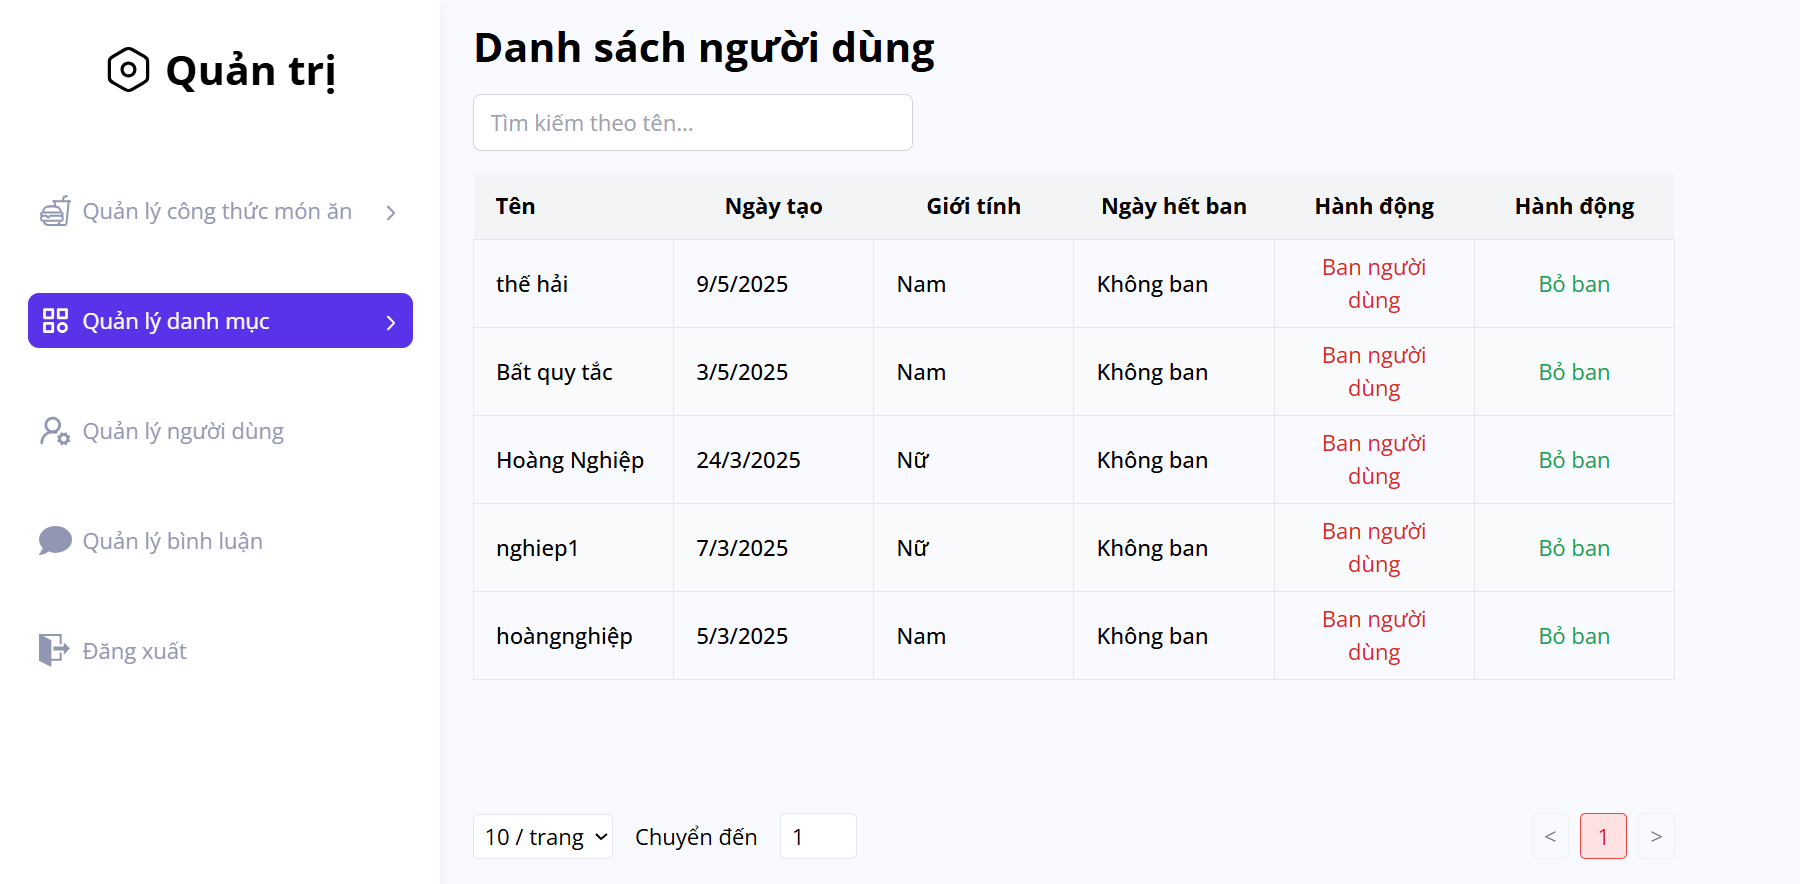 Quản trị
Quản lý công thức món ăn
Quản lý danh mục
Quản lý người dùng
Quản lý bình luận
Đăng xuất
Danh sách người dùng
Tìm kiếm theo tên...
Tên Ngày tạo Giới tính Ngày hết ban Hành động Hành động
thế hải 9/5/2025 Nam Không ban Ban người dùng Bỏ ban
Bất quy tắc 3/5/2025 Nam Không ban Ban người dùng Bỏ ban
Hoàng Nghiệp 24/3/2025 Nữ Không ban Ban người dùng Bỏ ban
nghiep1 7/3/2025 Nữ Không ban Ban người dùng Bỏ ban
hoàngnghiệp 5/3/2025 Nam Không ban Ban người dùng Bỏ ban
10 / trang Chuyển đến 1 < 1 >